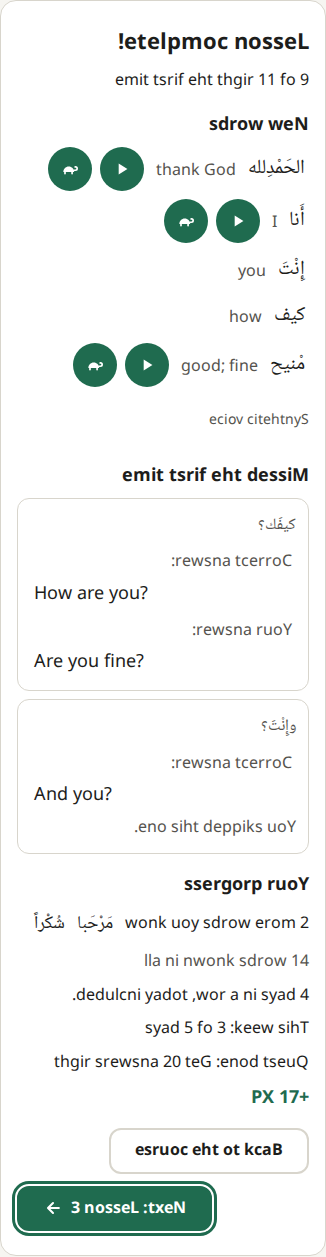 !etelpmoc nosseL
emit tsrif eht thgir 11 fo 9
sdrow weN
الحَمْدِلله thank God
أَنا I
إِنْتَ you
كيف how
مْنيح good; fine
eciov citehtnyS
emit tsrif eht dessiM
كيفَك؟
:rewsna tcerroC
How are you?
:rewsna ruoY
Are you fine?
وإِنْتَ؟
:rewsna tcerroC
And you?
.eno siht deppiks uoY
ssergorp ruoY
wonk uoy sdrow erom 2 مَرْحَبا شُكْراً
lla ni nwonk sdrow 14
.dedulcni yadot ,wor a ni syad 4
syad 5 fo 3 :keew sihT
thgir srewsna 20 teG :enod tseuQ
PX 17+
esruoc eht ot kcaB
← 3 nosseL :txeN